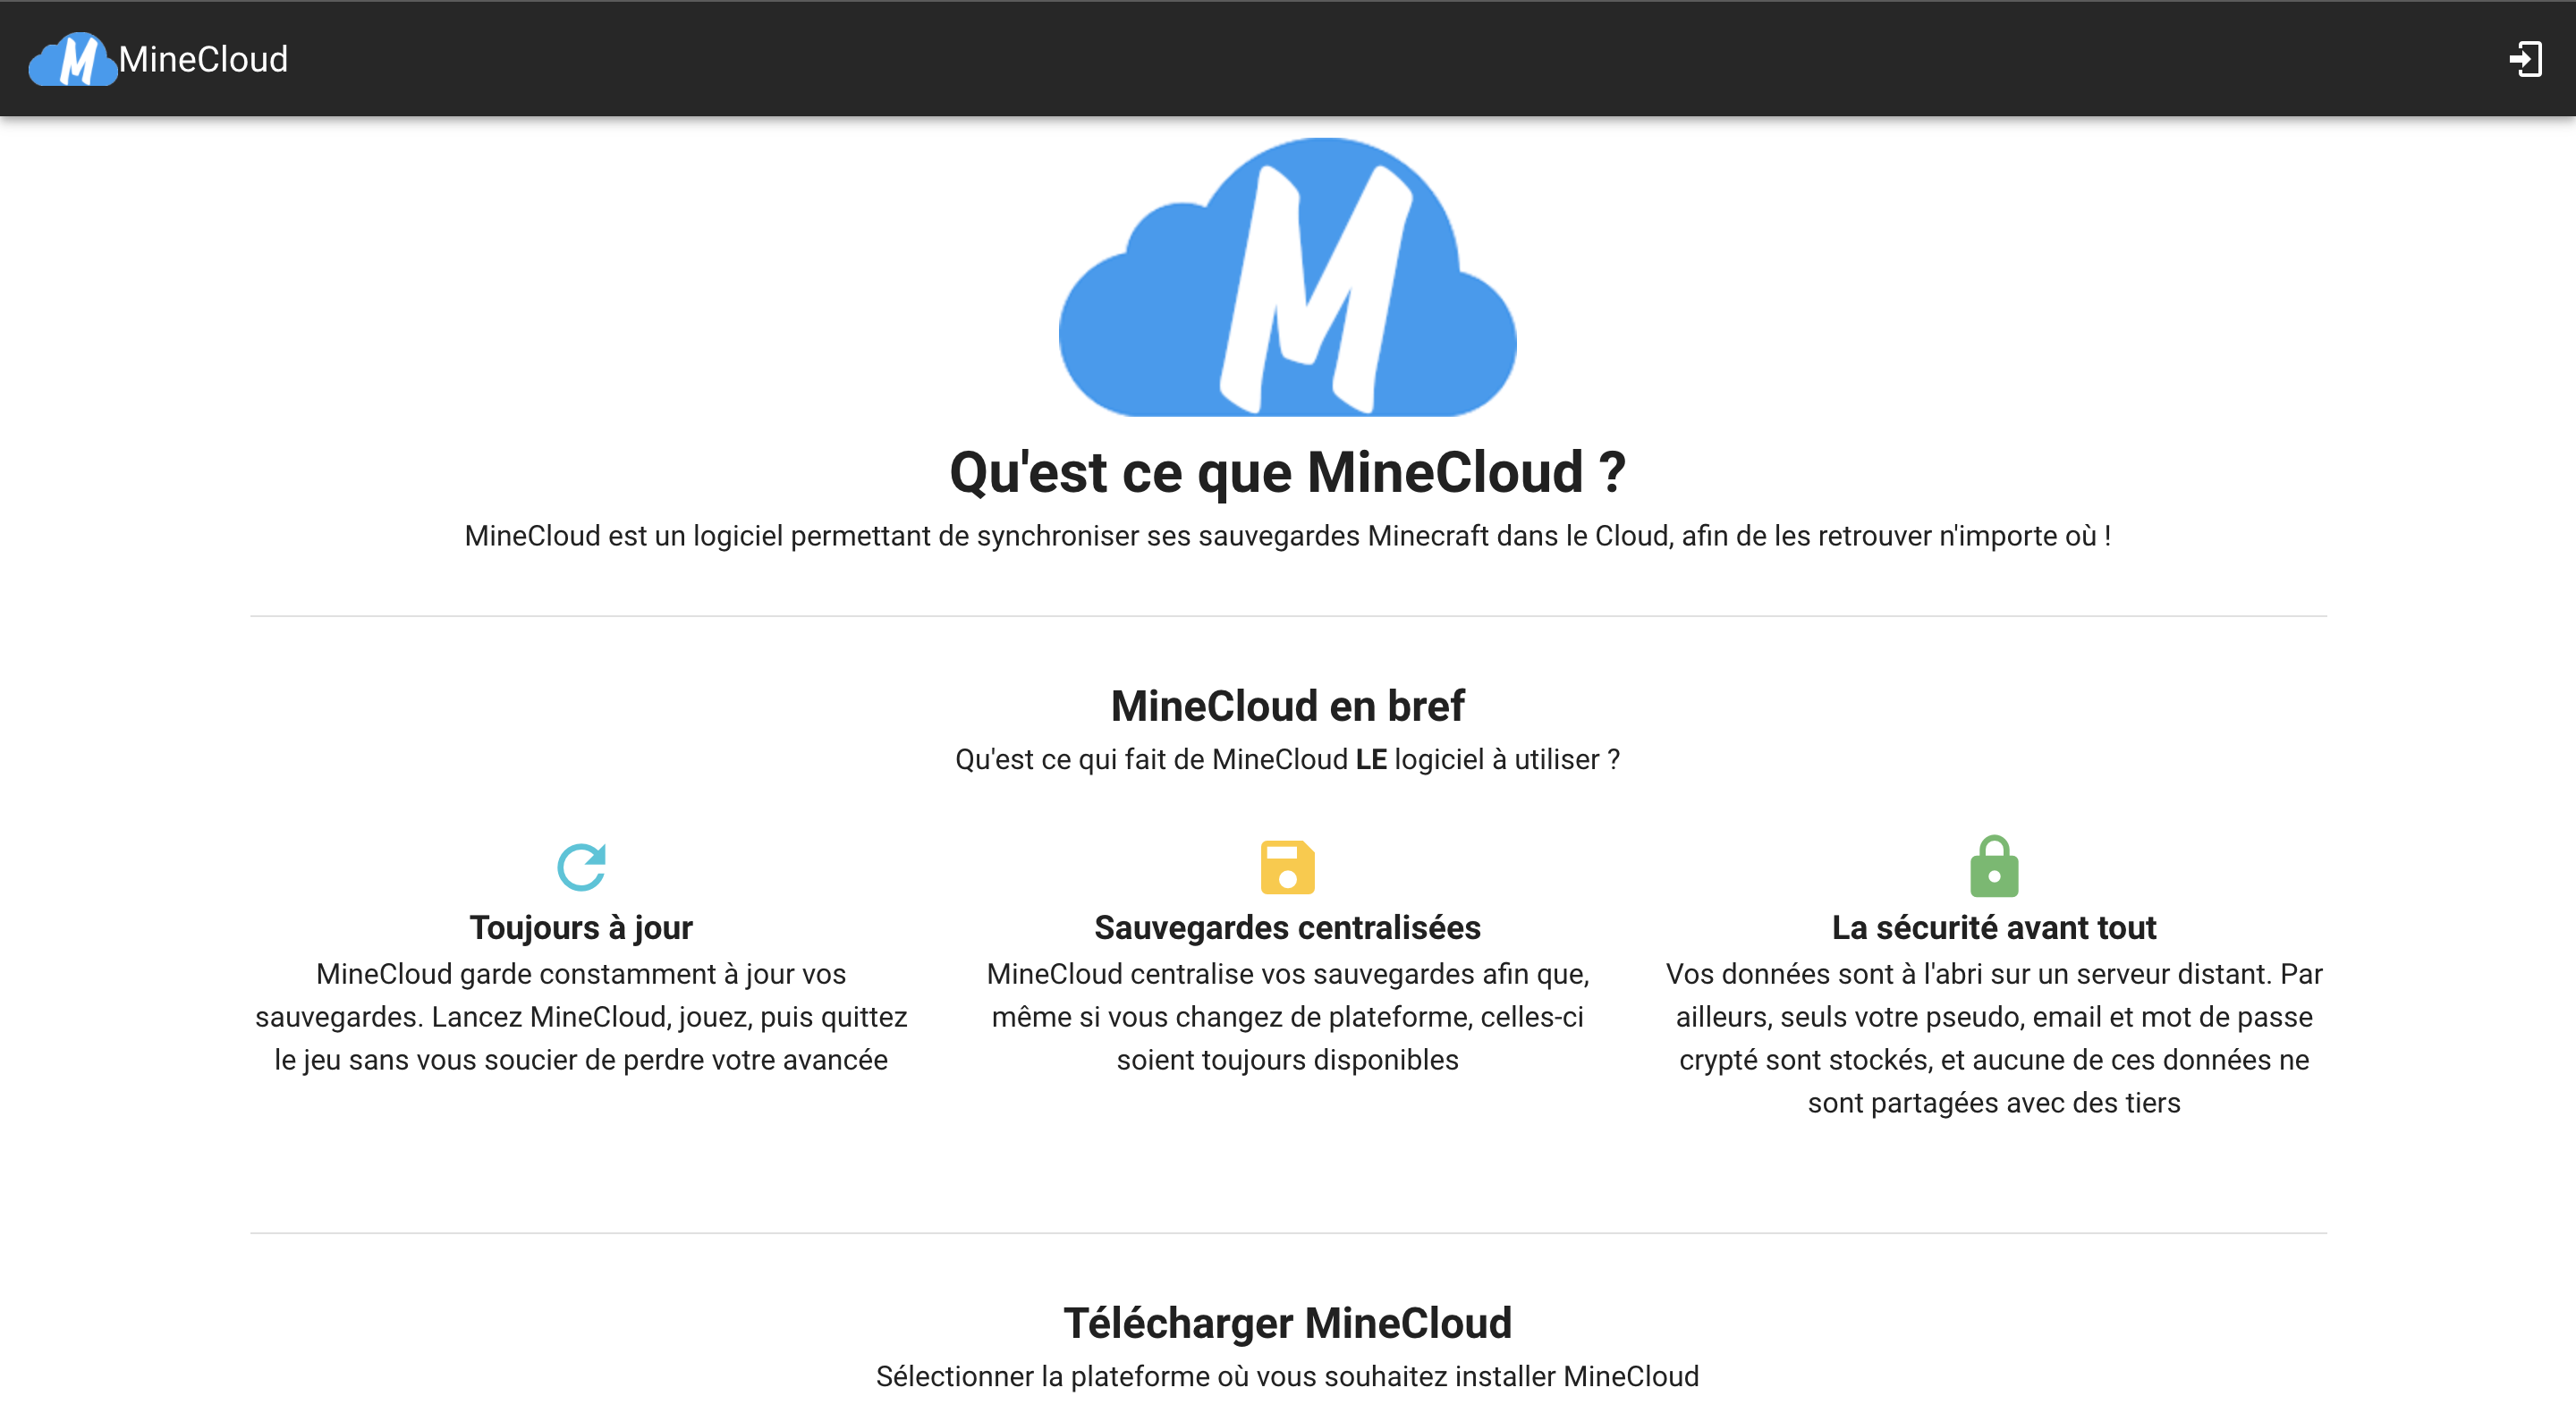 M MineCloud
M
Qu'est ce que MineCloud ?
MineCloud est un logiciel permettant de synchroniser ses sauvegardes Minecraft dans le Cloud, afin de les retrouver n'importe où !
MineCloud en bref
Qu'est ce qui fait de MineCloud LE logiciel à utiliser ?
Toujours à jour
MineCloud garde constamment à jour vos
sauvegardes. Lancez MineCloud, jouez, puis quittez
le jeu sans vous soucier de perdre votre avancée
Sauvegardes centralisées
MineCloud centralise vos sauvegardes afin que,
même si vous changez de plateforme, celles-ci
soient toujours disponibles
La sécurité avant tout
Vos données sont à l'abri sur un serveur distant. Par
ailleurs, seuls votre pseudo, email et mot de passe
crypté sont stockés, et aucune de ces données ne
sont partagées avec des tiers
Télécharger MineCloud
Sélectionner la plateforme où vous souhaitez installer MineCloud